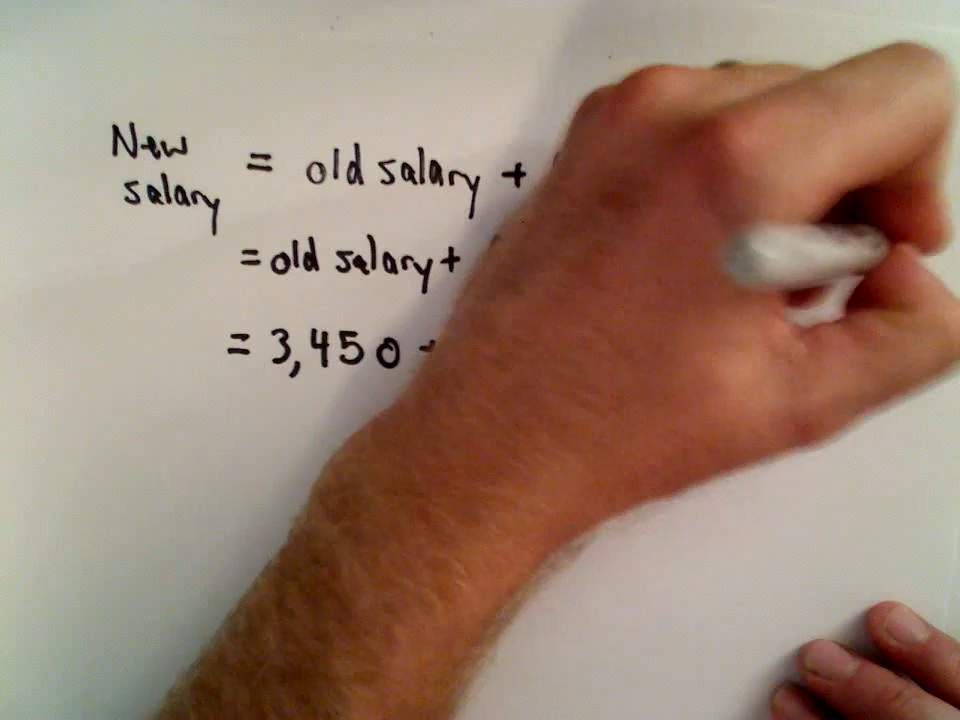 New
salary = old salary +
= old salary +
= 3,450